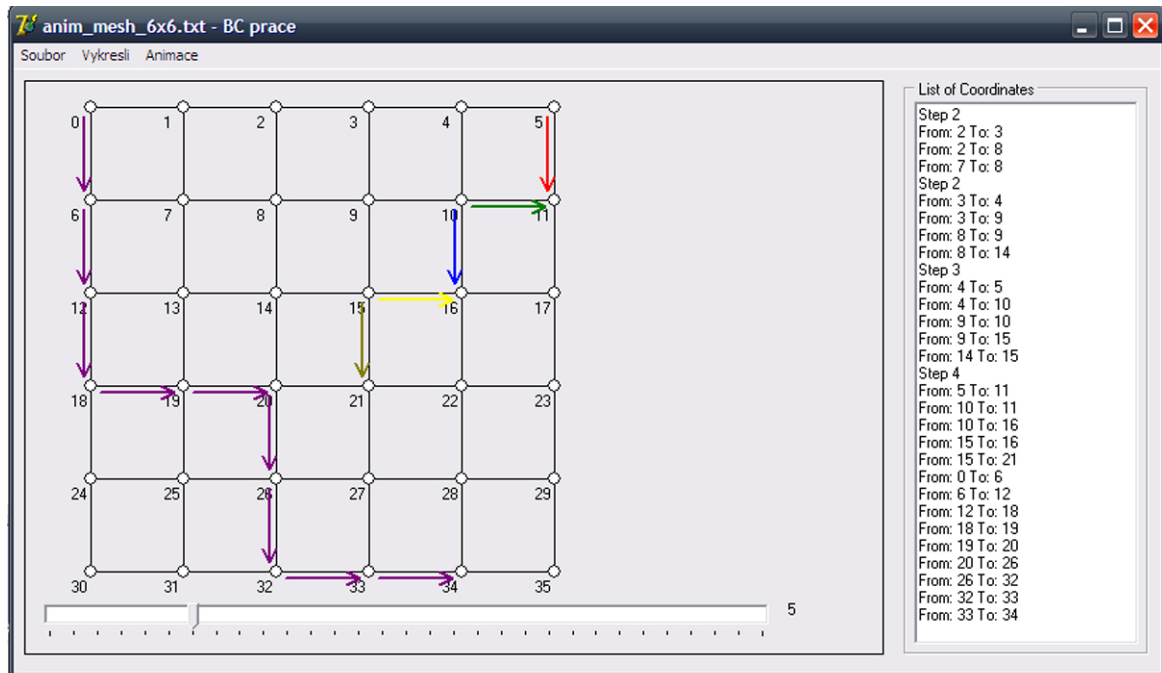 anim_mesh_6x6.txt - BC prace
Soubor Vykresli Animace
0 1 2 3 4 5
6 7 8 9 10 11
12 13 14 15 16 17
18 19 20 21 22 23
24 25 26 27 28 29
30 31 32 33 34 35
5
List of Coordinates
Step 2
From: 2 To: 3
From: 2 To: 8
From: 7 To: 8
Step 2
From: 3 To: 4
From: 3 To: 9
From: 8 To: 9
From: 8 To: 14
Step 3
From: 4 To: 5
From: 4 To: 10
From: 9 To: 10
From: 9 To: 15
From: 14 To: 15
Step 4
From: 5 To: 11
From: 10 To: 11
From: 10 To: 16
From: 15 To: 16
From: 15 To: 21
From: 0 To: 6
From: 6 To: 12
From: 12 To: 18
From: 18 To: 19
From: 19 To: 20
From: 20 To: 26
From: 26 To: 32
From: 32 To: 33
From: 33 To: 34